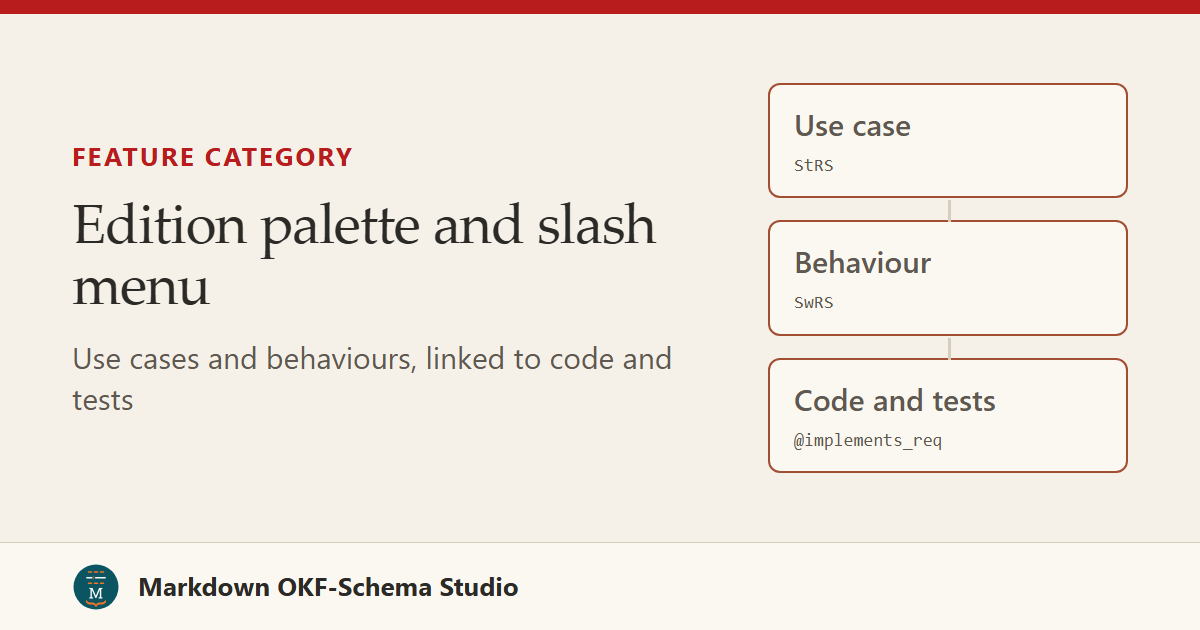 FEATURE CATEGORY
Edition palette and slash
menu
Use cases and behaviours, linked to code and
tests
Use case
StRS
Behaviour
SwRS
Code and tests
@implements_req
M
Markdown OKF-Schema Studio